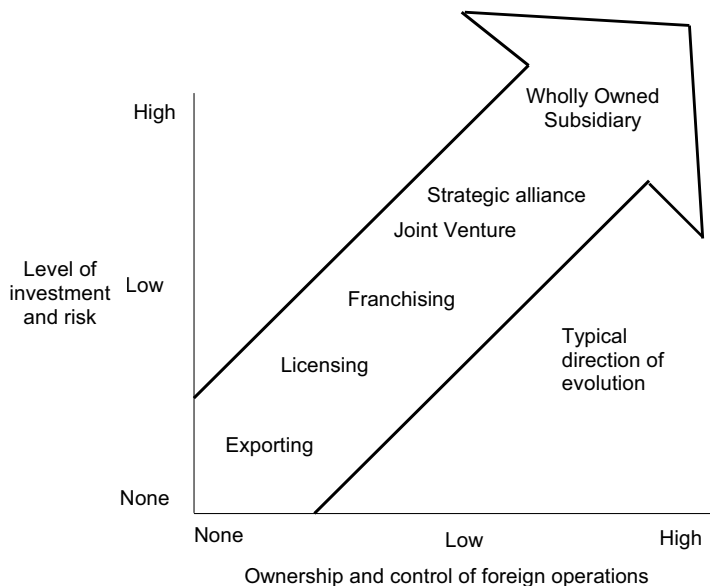 Wholly Owned
Subsidiary
High
Strategic alliance
Joint Venture
Level of
investment
and risk
Low
Franchising
Typical
direction of
evolution
Licensing
Exporting
None
None
Low
High
Ownership and control of foreign operations